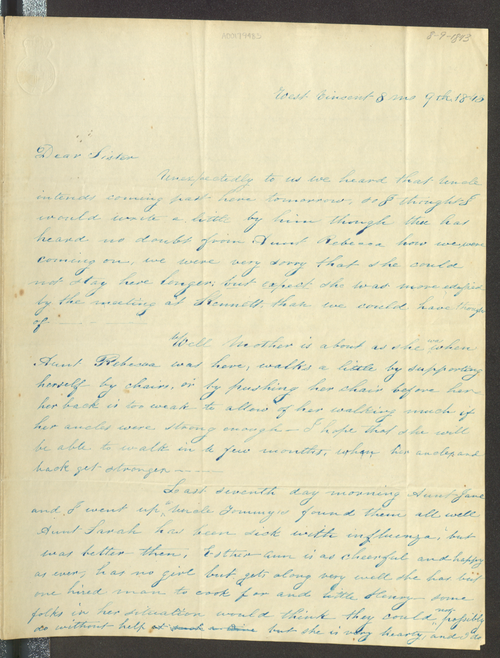 8-9-1843
West Vincent 8 mo 9th 1843
Dear Sister
Unexpectedly to us we heard that uncle
intends coming past here tomorrow, so I thought I
would write a little by him though thee has
heard no doubt from Aunt Rebecca how we were
coming on, we were very sorry that she could
not stay here longer, but expect she was more
by the meeting at Kennett, than we could have thought
of
Well Mother is about as she was when
Aunt Rebecca was here, walks a little by supporting
herself by chairs, or by pushing her chair before her
her back is too weak to allow of her walking much if
her ancles were strong enough – I hope that she will
be able to walk in a few months, when her ancles and
back get stronger
Last seventh day morning Aunt Jane
and I went up Uncle Jimmys found them all well
Aunt Sarah has been sick with influenza, but
was better then, Esther Ann is as cheerful and happy
as ever, has no girl but gets along very well she has but
one hired man to cook for and little Henry some
folks in her situation would think they could not possibly
do without help at such a time but she is very hearty, and I do